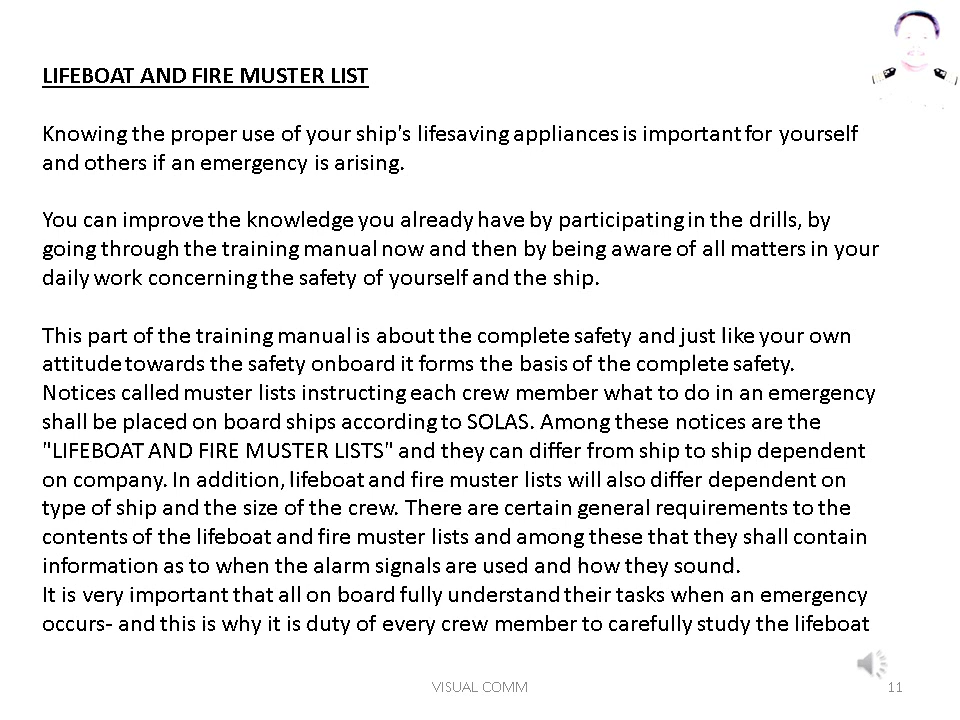 LIFEBOAT AND FIRE MUSTER LIST
Knowing the proper use of your ship's lifesaving appliances is important for yourself
and others if an emergency is arising.
You can improve the knowledge you already have by participating in the drills, by
going through the training manual now and then by being aware of all matters in your
daily work concerning the safety of yourself and the ship.
This part of the training manual is about the complete safety and just like your own
attitude towards the safety onboard it forms the basis of the complete safety.
Notices called muster lists instructing each crew member what to do in an emergency
shall be placed on board ships according to SOLAS. Among these notices are the
"LIFEBOAT AND FIRE MUSTER LISTS" and they can differ from ship to ship dependent
on company. In addition, lifeboat and fire muster lists will also differ dependent on
type of ship and the size of the crew. There are certain general requirements to the
contents of the lifeboat and fire muster lists and among these that they shall contain
information as to when the alarm signals are used and how they sound.
It is very important that all on board fully understand their tasks when an emergency
occurs- and this is why it is duty of every crew member to carefully study the lifeboat
VISUAL COMM
11